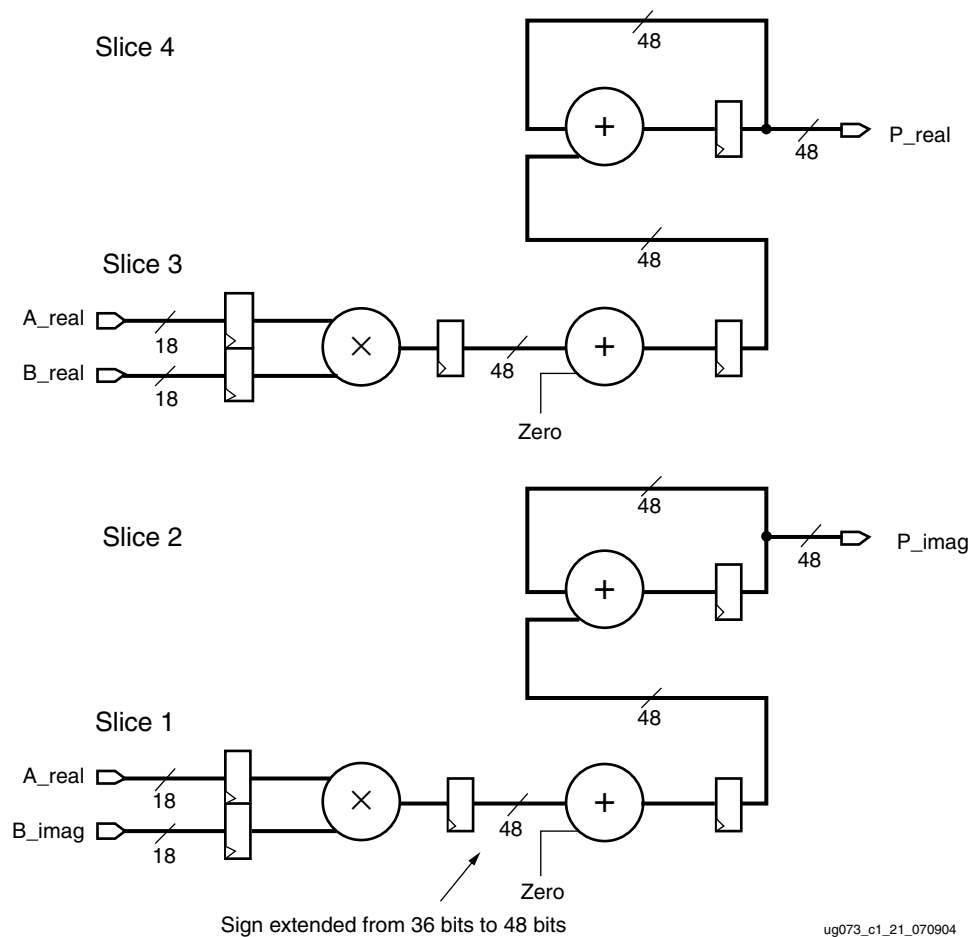 Slice 4
48
+
48
P_real
48
Slice 3
A_real
18
×
48
+
B_real
18
Zero
48
Slice 2
48
P_imag
+
48
Slice 1
A_real
18
×
48
+
B_imag
18
Zero
Sign extended from 36 bits to 48 bits
ug073_c1_21_070904